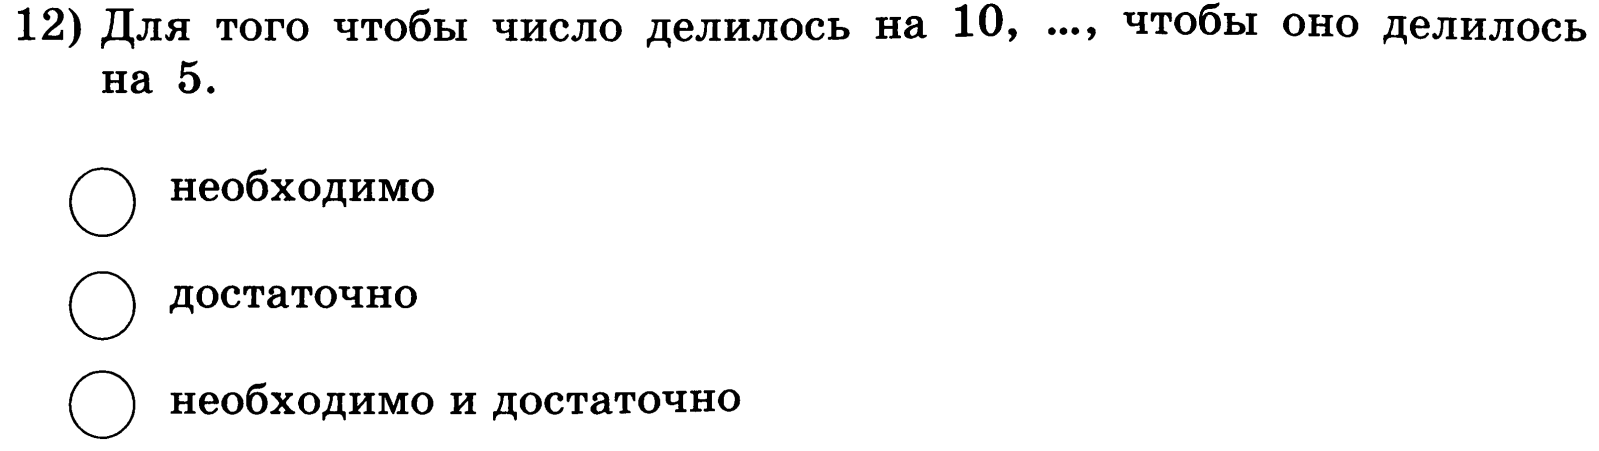 12) Для того чтобы число делилось на 10, ..., чтобы оно делилось
на 5.
необходимо
достаточно
необходимо и достаточно